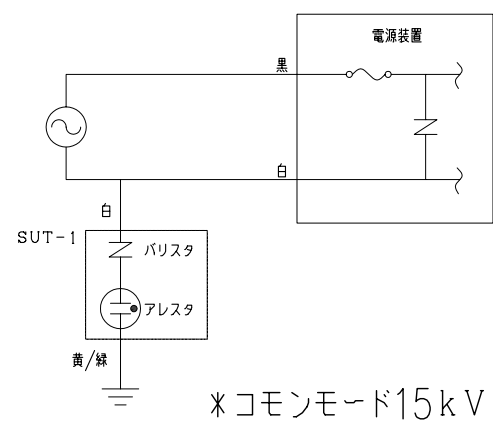 電源装置
黒
白
白
SUT-1
バリスタ
アレスタ
黄/緑
*コモンモード15kV